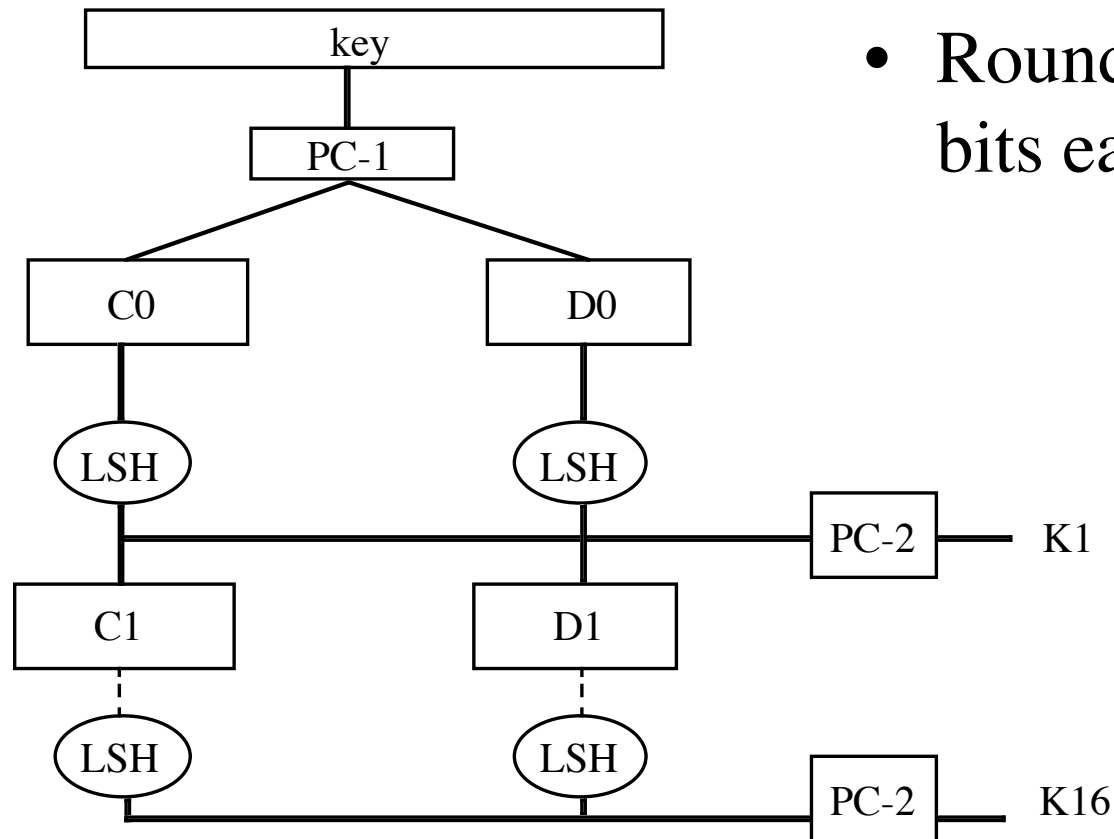 key
PC-1
C0 D0
LSH LSH
PC-2 K1
C1 D1
LSH LSH
PC-2 K16
• Round
bits ea